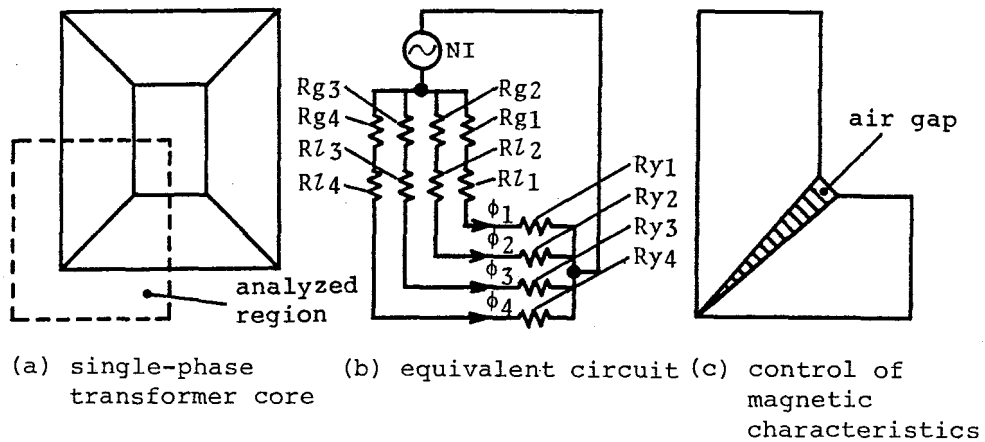 NI
Rg3
Rg2
Rg4
Rg1
Rl3
Rl2
Rl4
Rl1
Ry1
Ry2
Ry3
Ry4
ϕ1
ϕ2
ϕ3
ϕ4
air gap
analyzed
region
(a) single-phase
transformer core
(b) equivalent circuit
(c) control of
magnetic
characteristics